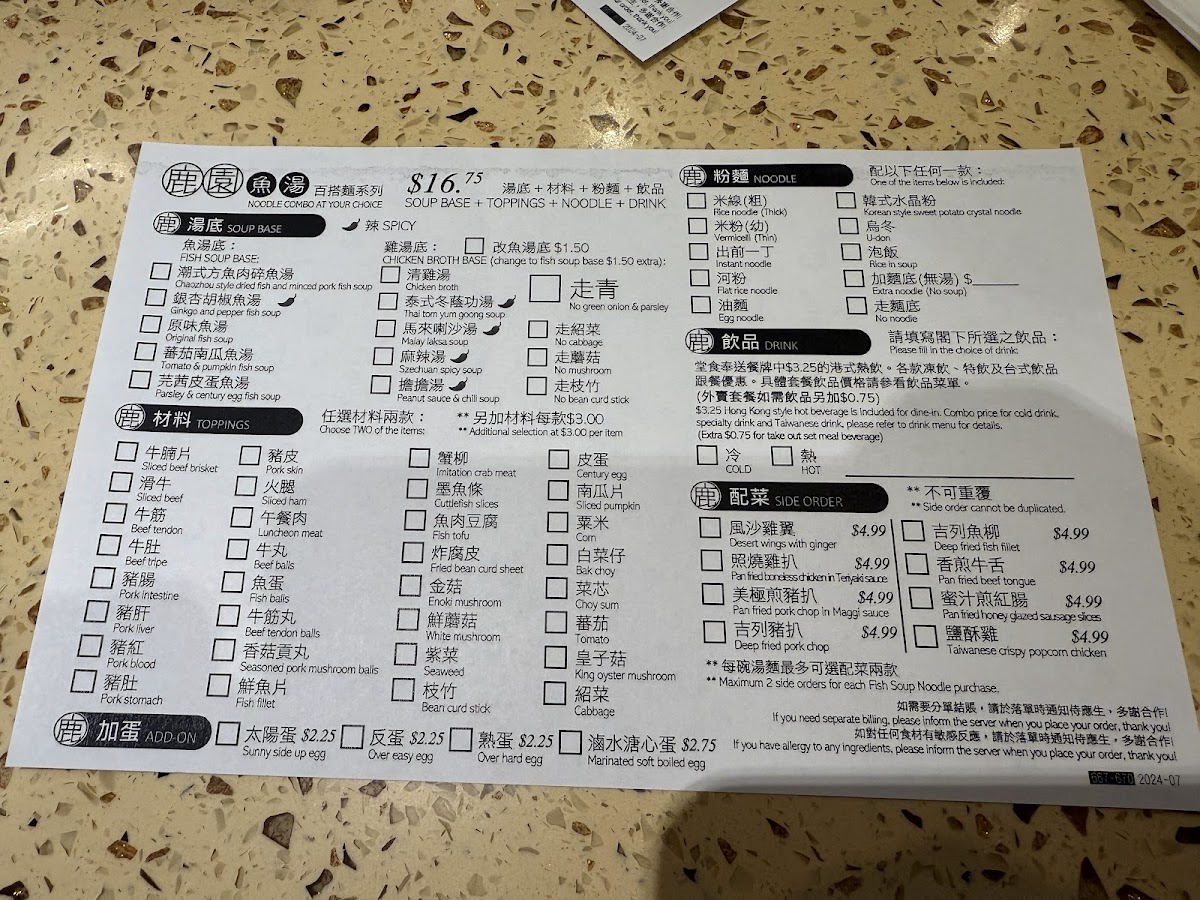 鹿園魚湯 百搭麵系列
NOODLE COMBO AT YOUR CHOICE
$16.75 湯底+材料+粉麵+飲品
SOUP BASE + TOPPINGS + NOODLE + DRINK
鹿 湯底 SOUP BASE
辣 SPICY
魚湯底:
FISH SOUP BASE:
潮式方魚肉碎魚湯
Chaozhou style dried fish and minced pork fish soup
銀杏胡椒魚湯
Ginkgo and pepper fish soup
原味魚湯
Original fish soup
蕃茄南瓜魚湯
Tomato & pumpkin fish soup
芫茜皮蛋魚湯
Parsley & century egg fish soup
雞湯底: 改魚湯底 $1.50
CHICKEN BROTH BASE (change to fish soup base $1.50 extra):
清雞湯
Chicken broth
泰式冬蔭功湯
Thai tom yum goong soup
馬來喇沙湯
Malay laksa soup
麻辣湯
Szechuan spicy soup
擔擔湯
Peanut sauce & chili soup
走青
No green onion & parsley
走紹菜
No cabbage
走蘑菇
No mushroom
走枝竹
No bean curd stick
鹿 材料 TOPPINGS
任選材料兩款:
Choose TWO of the items:
** 另加材料每款$3.00
** Additional selection at $3.00 per item
牛腩片
Sliced beef brisket
滑牛
Sliced beef
牛筋
Beef tendon
牛肚
Beef tripe
豬腸
Pork intestine
豬肝
Pork liver
豬紅
Pork blood
豬肚
Pork stomach
豬皮
Pork skin
火腿
Sliced ham
午餐肉
Luncheon meat
牛丸
Beef balls
魚蛋
Fish balls
牛筋丸
Beef tendon balls
香菇貢丸
Seasoned pork mushroom balls
鮮魚片
Fish fillet
蟹柳
Imitation crab meat
墨魚條
Cuttlefish slices
魚肉豆腐
Fish tofu
炸腐皮
Fried bean curd sheet
金菇
Enoki mushroom
鮮蘑菇
White mushroom
紫菜
Seaweed
枝竹
Bean curd stick
皮蛋
Century egg
南瓜片
Sliced pumpkin
粟米
Corn
白菜仔
Bak choy
菜芯
Choy sum
蕃茄
Tomato
皇子菇
King oyster mushroom
紹菜
Cabbage
鹿 加蛋 ADD-ON
太陽蛋 $2.25
Sunny side up egg
反蛋 $2.25
Over easy egg
熟蛋 $2.25
Over hard egg
滷水溏心蛋 $2.75
Marinated soft boiled egg
鹿 粉麵 NOODLE
配以下任何一款:
One of the items below is included:
米線(粗)
Rice noodle (Thick)
米粉(幼)
Vermicelli (Thin)
出前一丁
Instant noodle
河粉
Flat rice noodle
油麵
Egg noodle
韓式水晶粉
Korean style sweet potato crystal noodle
烏冬
U-don
泡飯
Rice in soup
加麵底(無湯) $
Extra noodle (No soup)
走麵底
No noodle
鹿 飲品 DRINK
請填寫閣下所選之飲品:
Please fill in the choice of drink:
堂食奉送餐牌中$3.25的港式熱飲。各款凍飲、特飲及台式飲品
跟餐優惠。具體套餐飲品價格請參看飲品菜單。
(外賣套餐如需飲品另加$0.75)
$3.25 Hong Kong style hot beverage is Included for dine-in. Combo price for cold drink,
specialty drink and Taiwanese drink, please refer to drink menu for details.
(Extra $0.75 for take out set meal beverage)
冷
COLD
熱
HOT
鹿 配菜 SIDE ORDER
** 不可重覆
** Side order cannot be duplicated.
風沙雞翼 $4.99
Desert wings with ginger
照燒雞扒 $4.99
Pan fried boneless chicken in Teriyaki sauce
美極煎豬扒 $4.99
Pan fried pork chop in Maggi sauce
吉列豬扒 $4.99
Deep fried pork chop
吉列魚柳 $4.99
Deep fried fish fillet
香煎牛舌 $4.99
Pan fried beef tongue
蜜汁煎紅腸 $4.99
Pan fried honey glazed sausage slices
鹽酥雞 $4.99
Taiwanese crispy popcorn chicken
** 每碗湯麵最多可選配菜兩款
** Maximum 2 side orders for each Fish Soup Noodle purchase.
如需要分單結賬,請於落單時通知侍應生,多謝合作!
If you need separate billing, please inform the server when you place your order, thank you!
如對任何食材有敏感反應,請於落單時通知侍應生,多謝合作!
If you have allergy to any ingredients, please inform the server when you place your order, thank you!
667-670 2024-07
多謝合作!
thank you!
多謝合作!
order, thank you!
2024-07